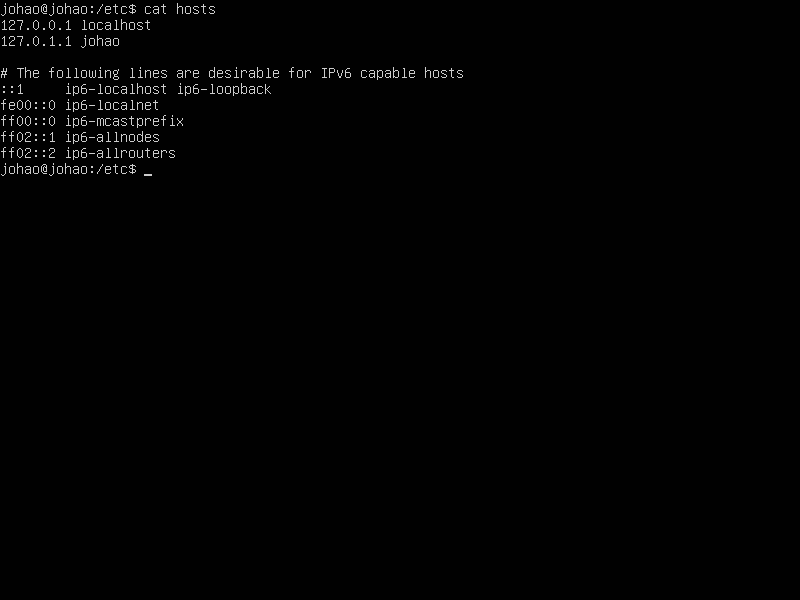 johao@johao:/etc$ cat hosts
127.0.0.1 localhost
127.0.1.1 johao

# The following lines are desirable for IPv6 capable hosts
::1     ip6-localhost ip6-loopback
fe00::0 ip6-localnet
ff00::0 ip6-mcastprefix
ff02::1 ip6-allnodes
ff02::2 ip6-allrouters
johao@johao:/etc$ _